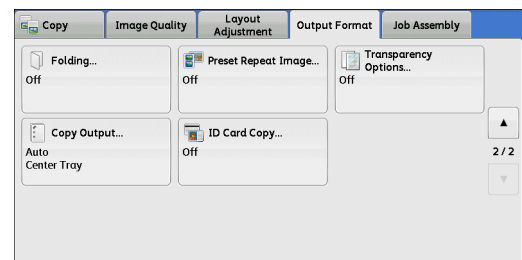 Copy
Image Quality
Layout
Adjustment
Output Format
Job Assembly
Folding...
Off
Preset Repeat Image...
Off
Transparency
Options...
Off
Copy Output...
Auto
Center Tray
ID Card Copy...
Off
2 / 2